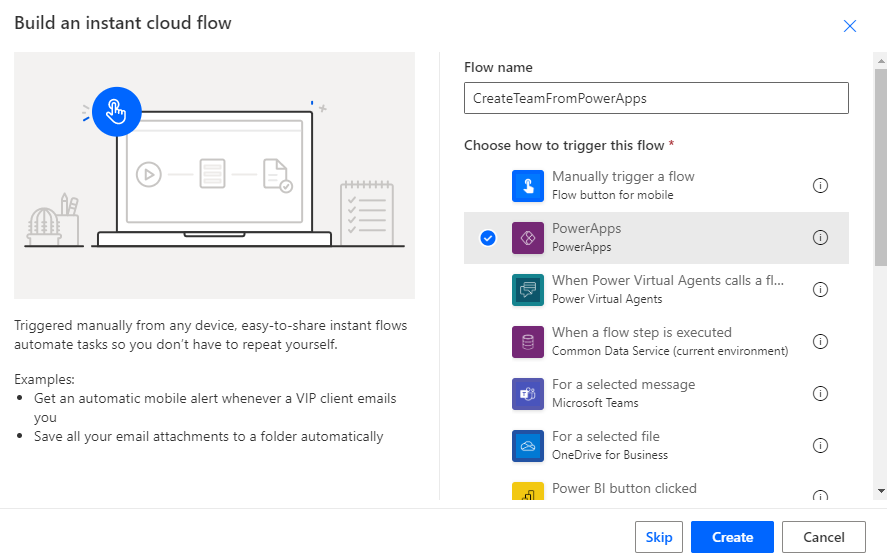 Build an instant cloud flow
Flow name
CreateTeamFromPowerApps
Choose how to trigger this flow *
Manually trigger a flow
Flow button for mobile
PowerApps
PowerApps
When Power Virtual Agents calls a fl...
Power Virtual Agents
When a flow step is executed
Common Data Service (current environment)
For a selected message
Microsoft Teams
For a selected file
OneDrive for Business
Power BI button clicked
Triggered manually from any device, easy-to-share instant flows
automate tasks so you don't have to repeat yourself.
Examples:
• Get an automatic mobile alert whenever a VIP client emails
you
• Save all your email attachments to a folder automatically
Skip
Create
Cancel